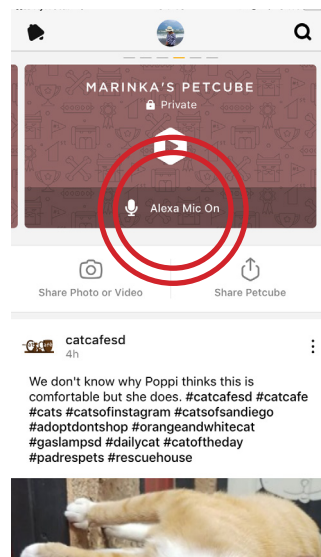 MARINKA'S PETCUBE
Private
Alexa Mic On
Share Photo or Video
Share Petcube
catcafesd
4h
We don't know why Poppi thinks this is
comfortable but she does. #catcafesd #catcafe
#cats #catsofinstagram #catsofsandiego
#adoptdontshop #orangeandwhitecat
#gaslampsd #dailycat #catoftheday
#padrespets #rescuehouse